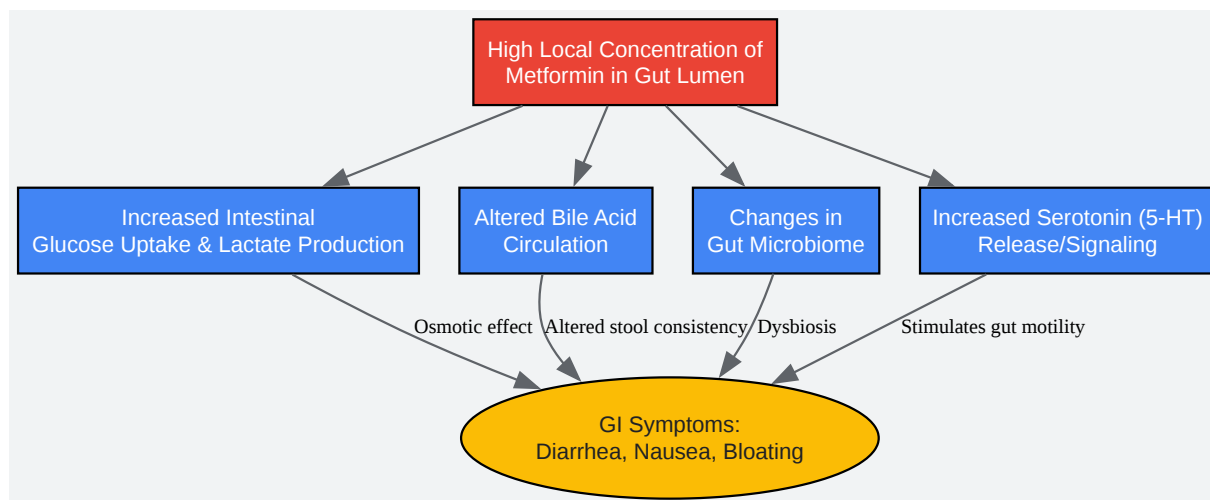 High Local Concentration of
Metformin in Gut Lumen
Increased Intestinal
Glucose Uptake & Lactate Production
Altered Bile Acid
Circulation
Changes in
Gut Microbiome
Increased Serotonin (5-HT)
Release/Signaling
Osmotic effect
Altered stool consistency
Dysbiosis
Stimulates gut motility
GI Symptoms:
Diarrhea, Nausea, Bloating